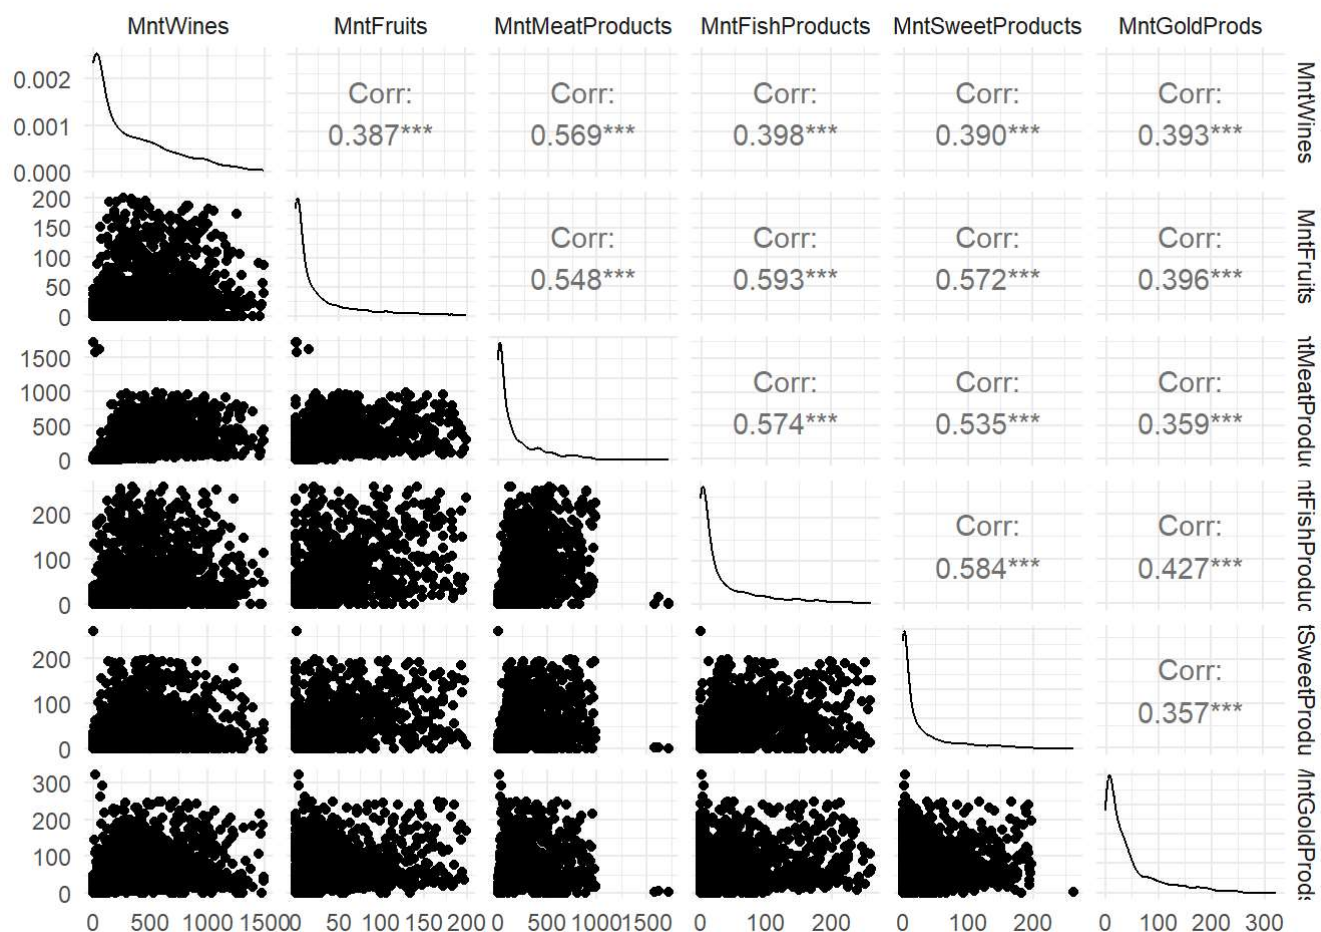 MntWines MntFruits MntMeatProducts MntFishProducts MntSweetProducts MntGoldProds
0.002
0.001
0.000
Corr:
0.387***
Corr:
0.569***
Corr:
0.398***
Corr:
0.390***
Corr:
0.393***
MntWines
200
150
100
50
0
Corr:
0.548***
Corr:
0.593***
Corr:
0.572***
Corr:
0.396***
MntFruits
1500
1000
500
0
Corr:
0.574***
Corr:
0.535***
Corr:
0.359***
ntMeatProduc
200
100
0
Corr:
0.584***
Corr:
0.427***
ntFishProduc
200
100
0
Corr:
0.357***
tSweetProdu
300
200
100
0
MntGoldProds
0 500 1000 1500 0 50 100 150 200 0 500 1000 1500 0 100 200 0 100 200 0 100 200 300